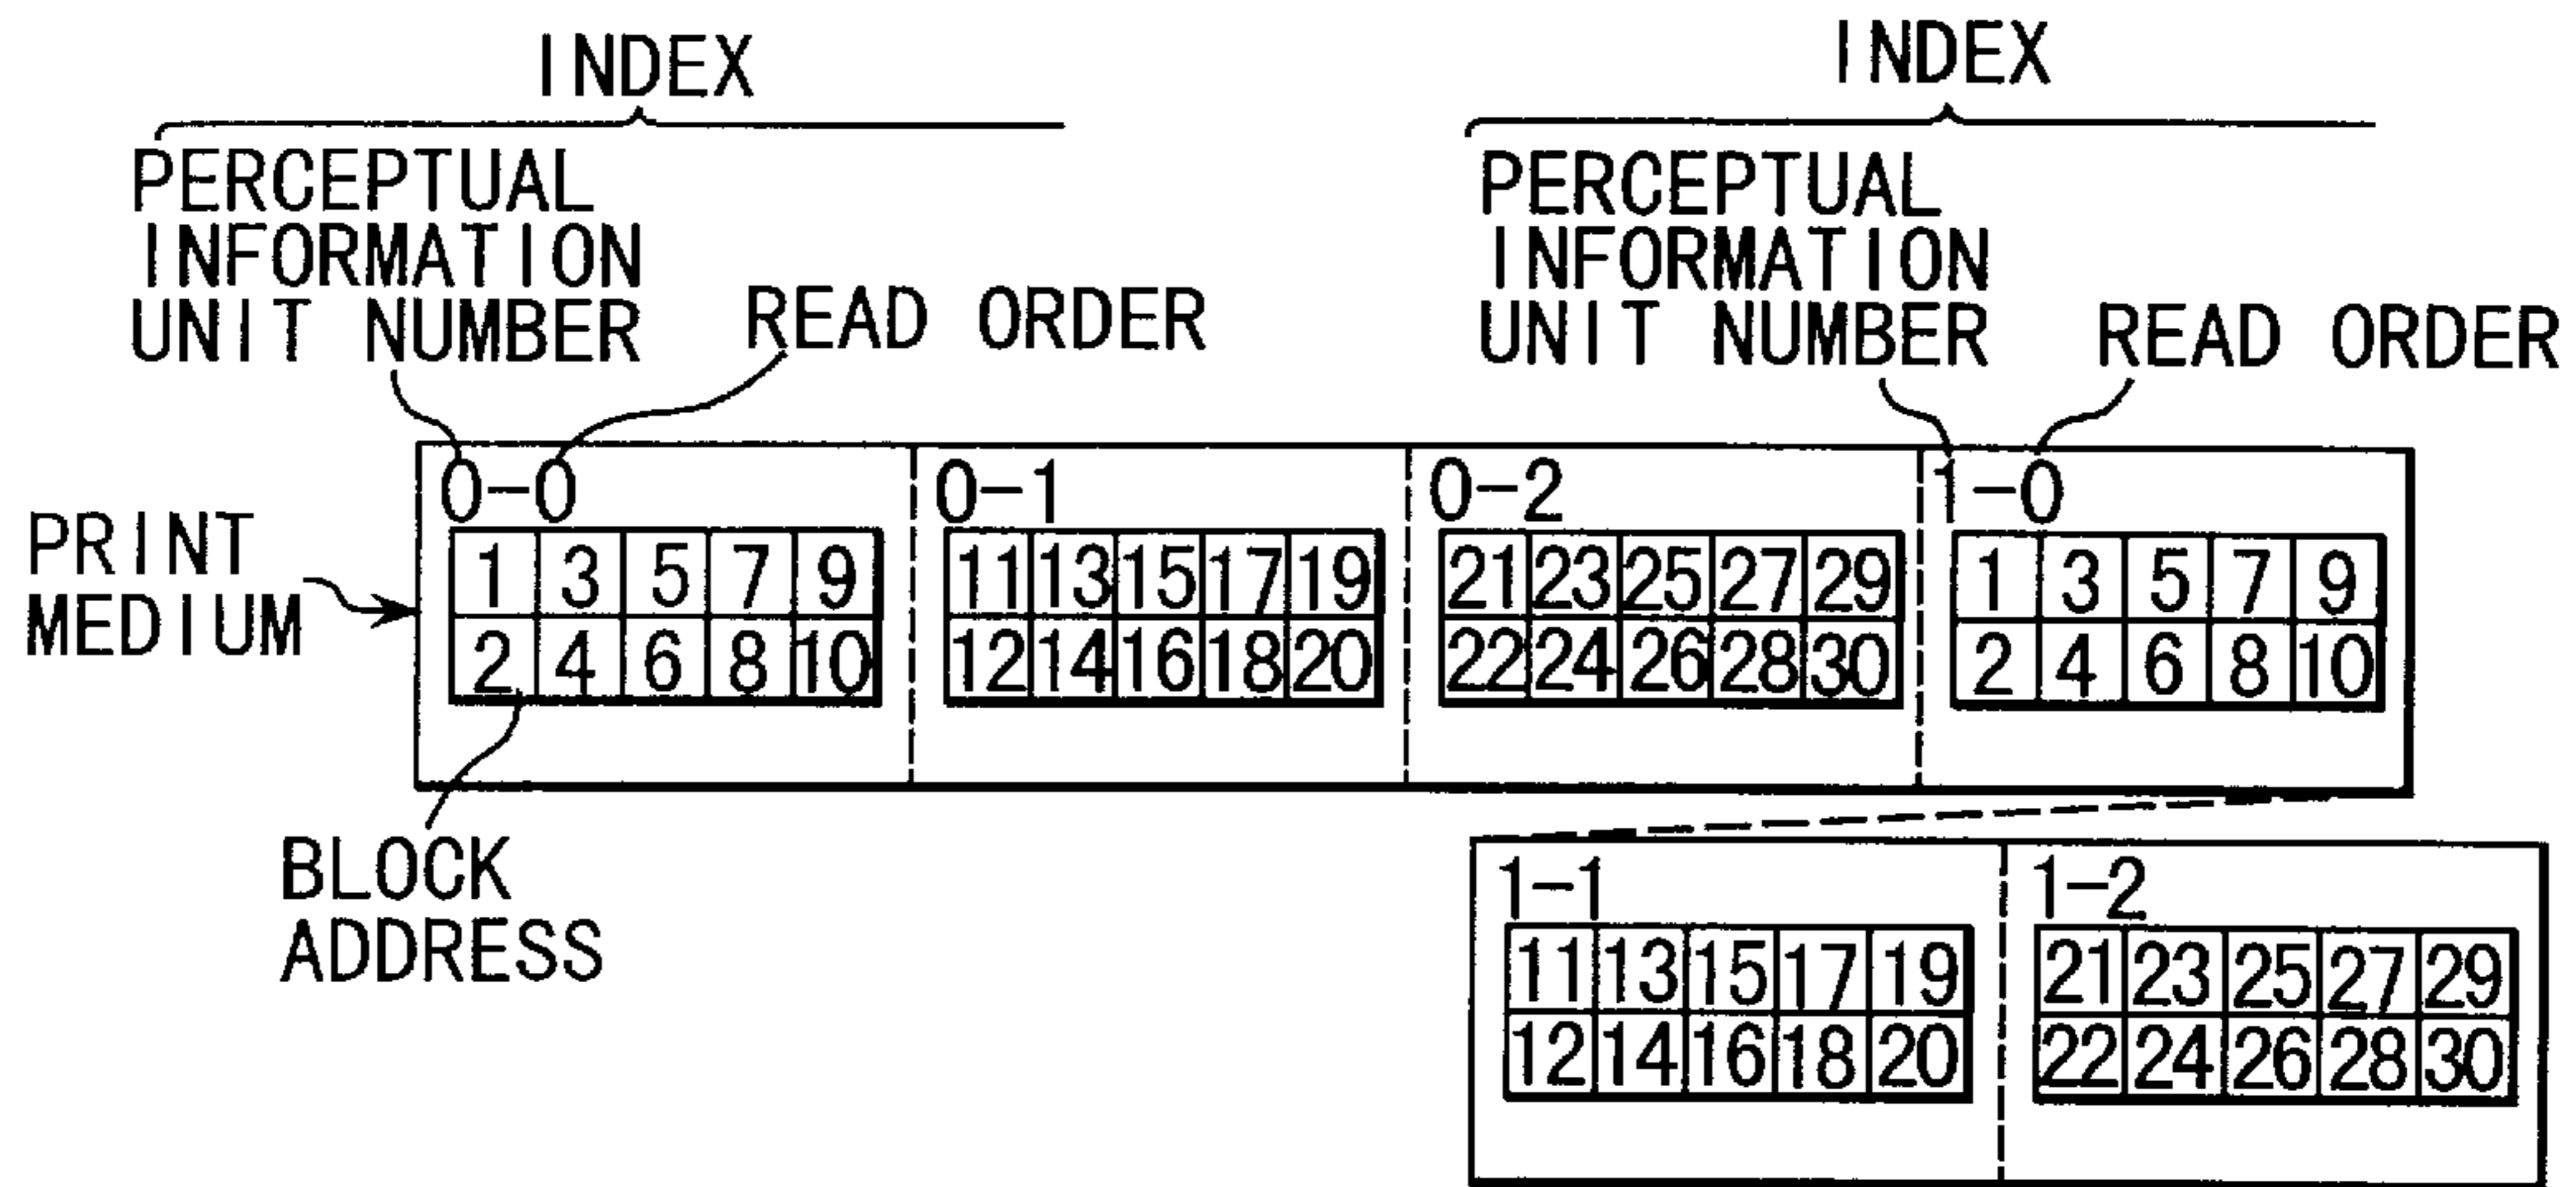 INDEX
PERCEPTUAL
INFORMATION
UNIT NUMBER
READ ORDER
INDEX
PERCEPTUAL
INFORMATION
UNIT NUMBER
READ ORDER
PRINT
MEDIUM
0-0
1 3 5 7 9
2 4 6 8 10
0-1
11 13 15 17 19
12 14 16 18 20
0-2
21 23 25 27 29
22 24 26 28 30
1-0
1 3 5 7 9
2 4 6 8 10
BLOCK
ADDRESS
1-1
11 13 15 17 19
12 14 16 18 20
1-2
21 23 25 27 29
22 24 26 28 30